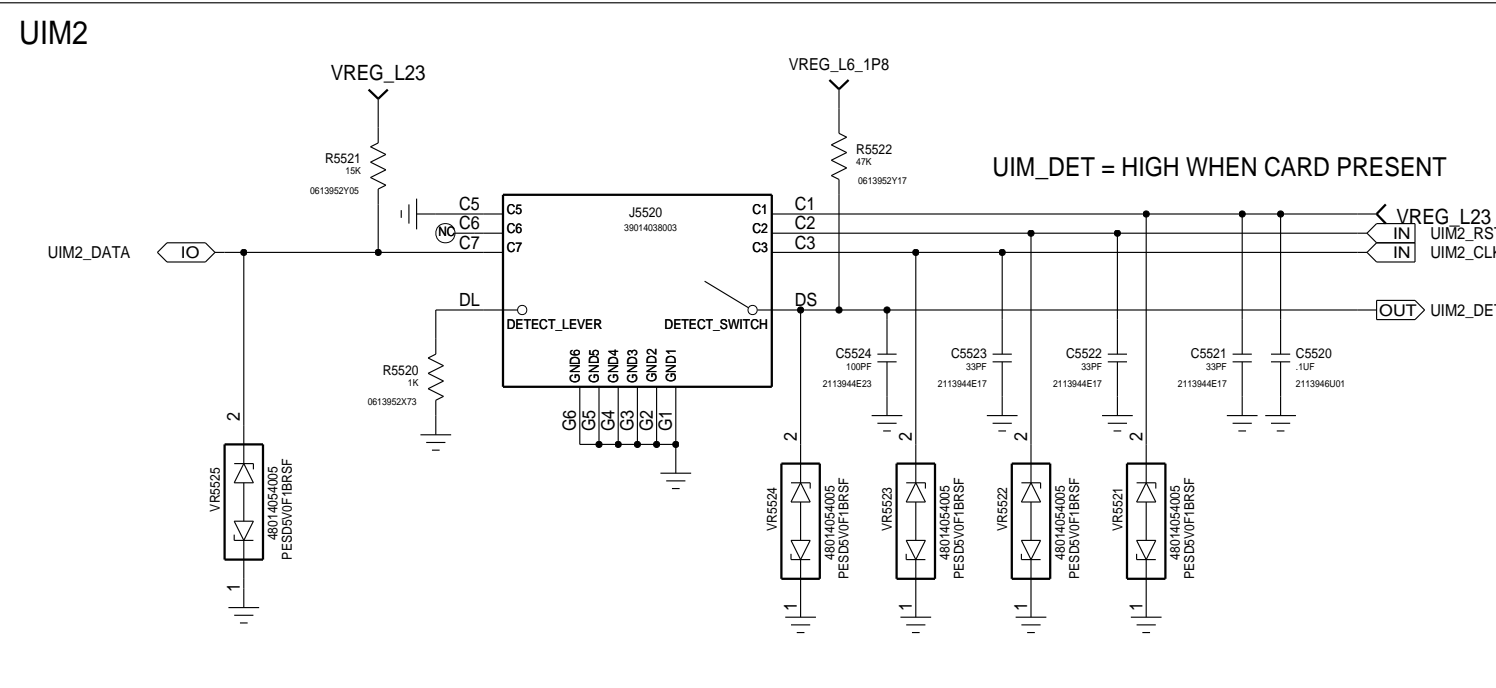 UIM2
VREG_L23
VREG_L6_1P8
R5521
15K
0613952Y05
R5522
47K
0613952Y17
UIM_DET = HIGH WHEN CARD PRESENT
C5
C6
C7
NC
C5
C6
C7
J5520
39014038003
C1
C2
C3
C1
C2
C3
VREG_L23
IN UIM2_RST
IN UIM2_CLK
UIM2_DATA
IO
DL
DETECT_LEVER
DETECT_SWITCH
DS
OUT UIM2_DET
R5520
1K
0613952X73
GND6
GND5
GND4
GND3
GND2
GND1
G6
G5
G4
G3
G2
G1
C5524
100PF
2113944E23
C5523
33PF
2113944E17
C5522
33PF
2113944E17
C5521
33PF
2113944E17
C5520
.1UF
2113946U01
2
VR5525
48014054005
PESD5V0F1BRSF
1
2
VR5524
48014054005
PESD5V0F1BRSF
1
2
VR5523
48014054005
PESD5V0F1BRSF
1
2
VR5522
48014054005
PESD5V0F1BRSF
1
2
VR5521
48014054005
PESD5V0F1BRSF
1